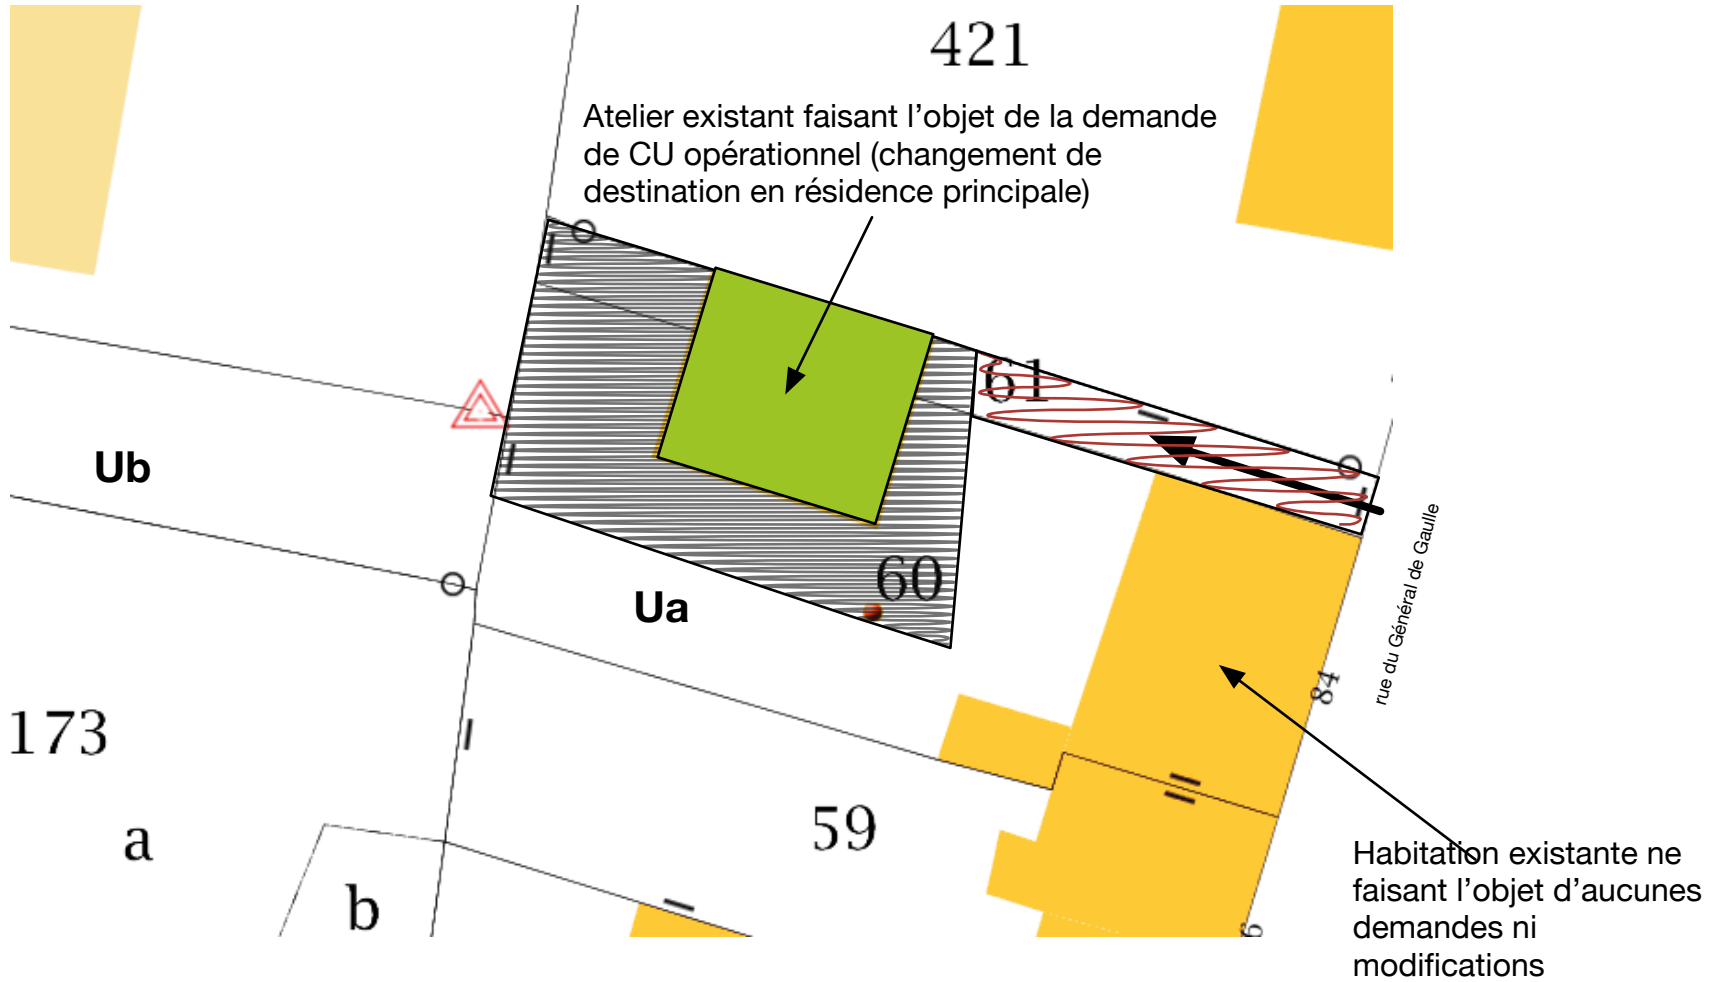 421
Atelier existant faisant l’objet de la demande
de CU opérationnel (changement de
destination en résidence principale)
61
Ub
60
Ua
rue du Général de Gaulle
84
173
59
a
b
Habitation existante ne
faisant l’objet d’aucunes
demandes ni
modifications